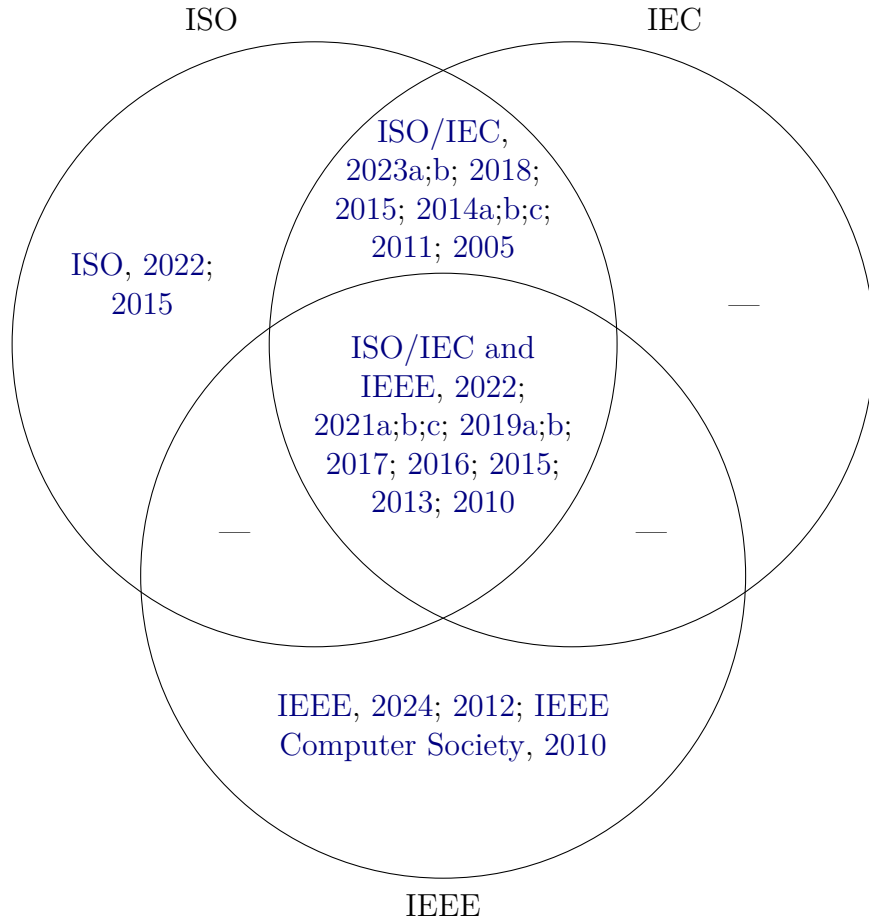 ISO
IEC
ISO/IEC,
2023a;b; 2018;
2015; 2014a;b;c;
2011; 2005
ISO, 2022;
2015
—
ISO/IEC and
IEEE, 2022;
2021a;b;c; 2019a;b;
2017; 2016; 2015;
2013; 2010
—
—
IEEE, 2024; 2012; IEEE
Computer Society, 2010
IEEE